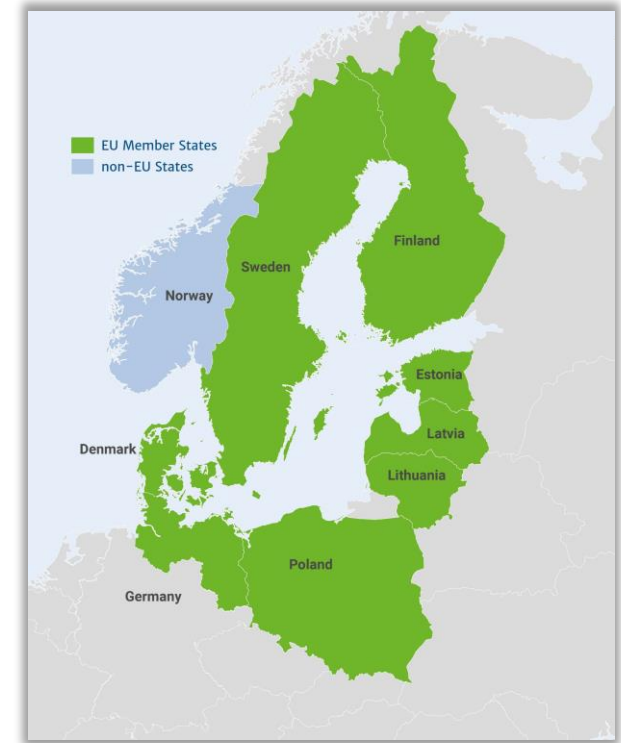 EU Member States
non-EU States
Finland
Sweden
Norway
Estonia
Denmark
Latvia
Lithuania
Poland
Germany